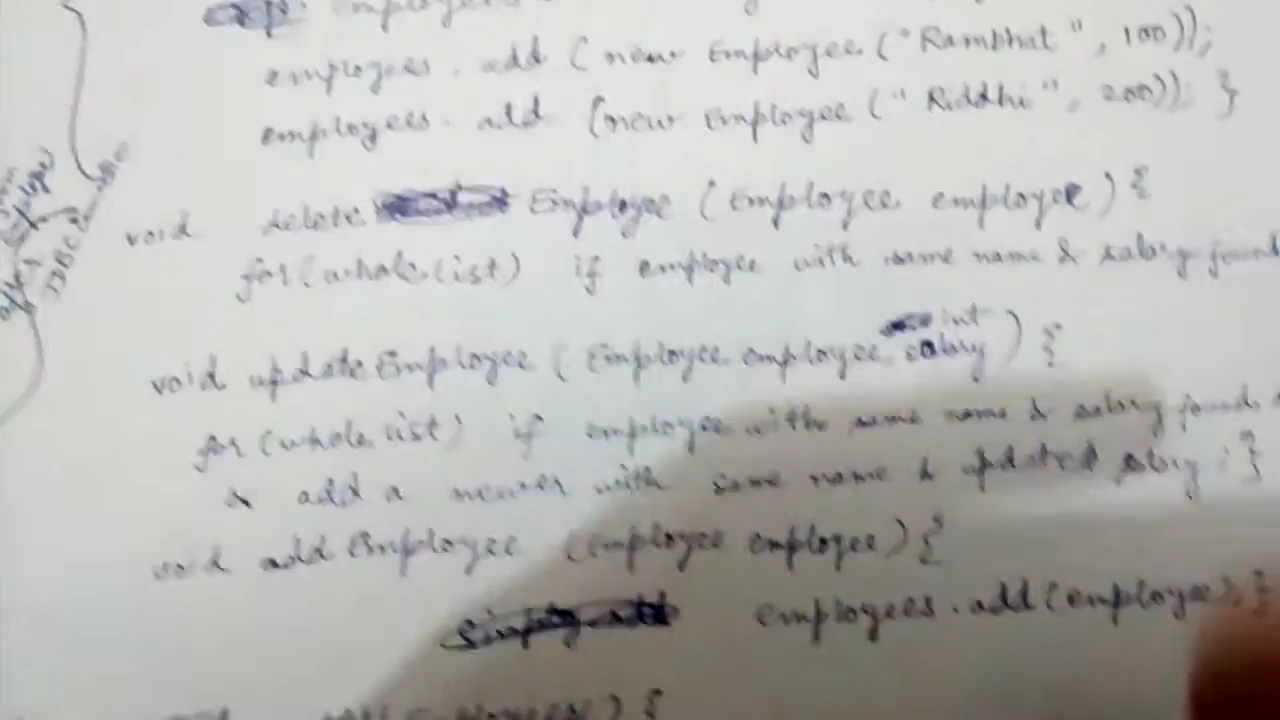 employees.add (new Employee ("Rambhat", 100));
employees.add (new Employee ("Riddhi", 200)); }
void delete Employee (Employee employee) {
for (whole list) if employee with same name & salary found
int
void updateEmployee (Employee employee, salary) {
for (whole list) if employee with same name & salary found
& add a newer with same name & updated salary; }
void addEmployee (employee employee) {
employees.add(employee); }
JDBC